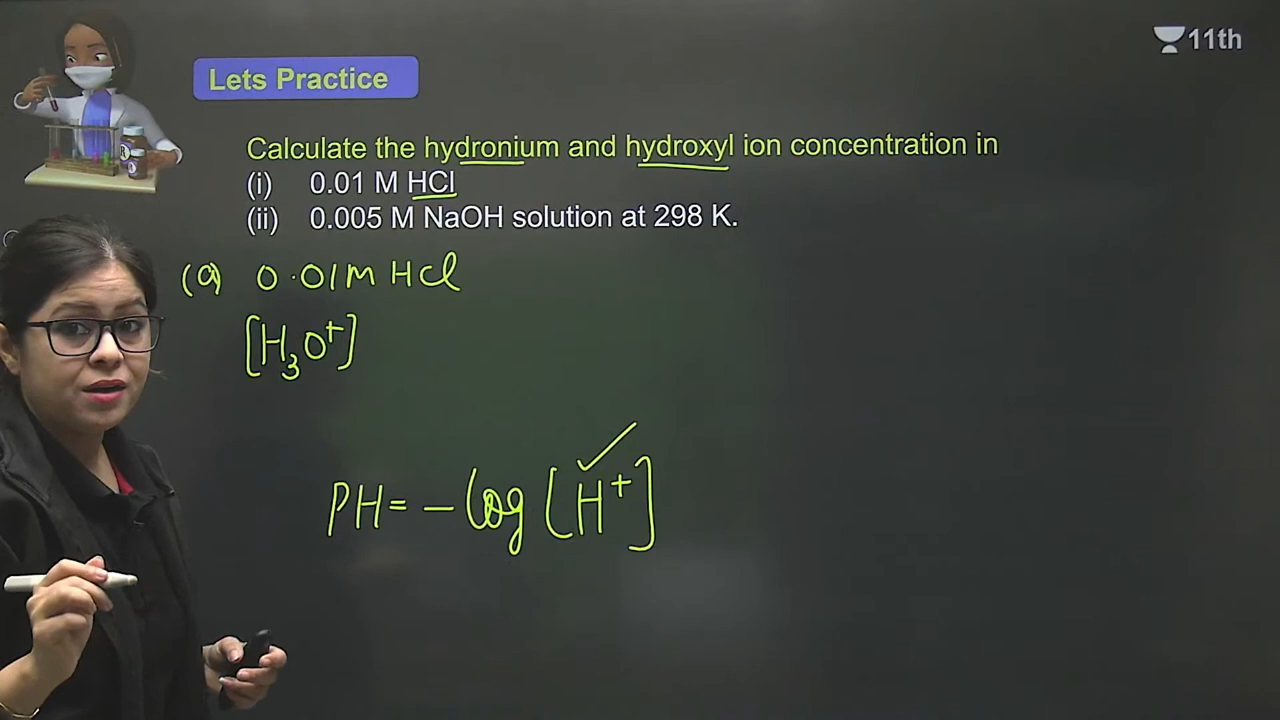 11th
Lets Practice
Calculate the hydronium and hydroxyl ion concentration in
(i) 0.01 M HCl
(ii) 0.005 M NaOH solution at 298 K.
(a) 0.01M HCl
[H₃O⁺]
PH = - log [H⁺]